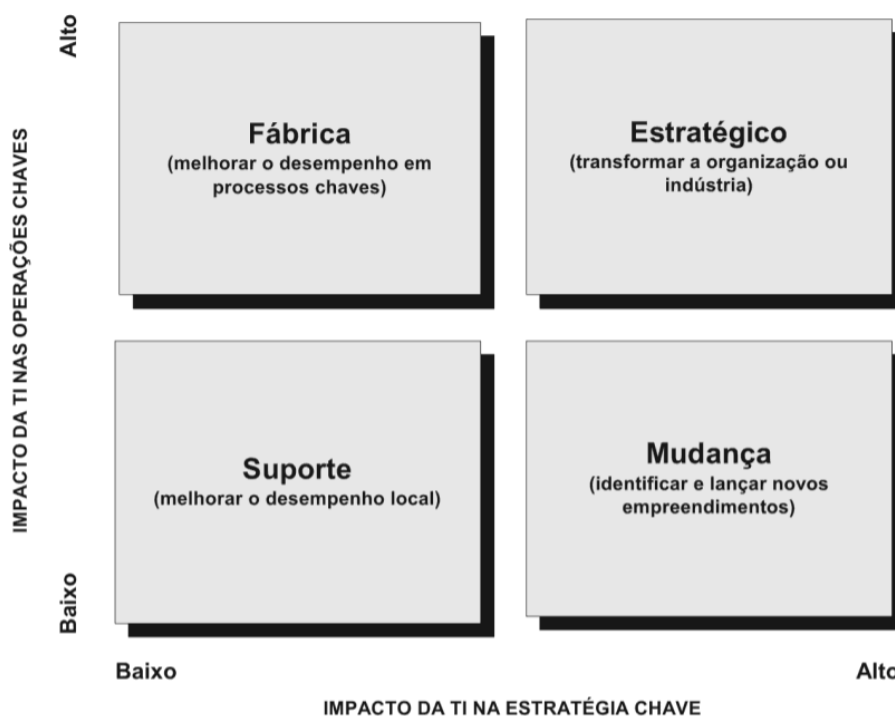 Alto
IMPACTO DA TI NAS OPERAÇÕES CHAVES
Fábrica
(melhorar o desempenho em
processos chaves)
Estratégico
(transformar a organização ou
indústria)
Suporte
(melhorar o desempenho local)
Mudança
(identificar e lançar novos
empreendimentos)
Baixo
Baixo
Alto
IMPACTO DA TI NA ESTRATÉGIA CHAVE